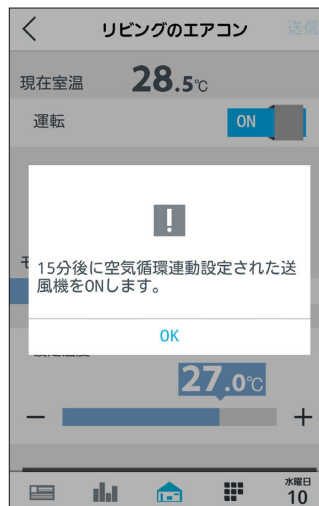 リビングのエアコン 送信
現在室温 28.5℃
運転 ON
15分後に空気循環連動設定された送
風機をONします。
OK
27.0℃
水曜日
10